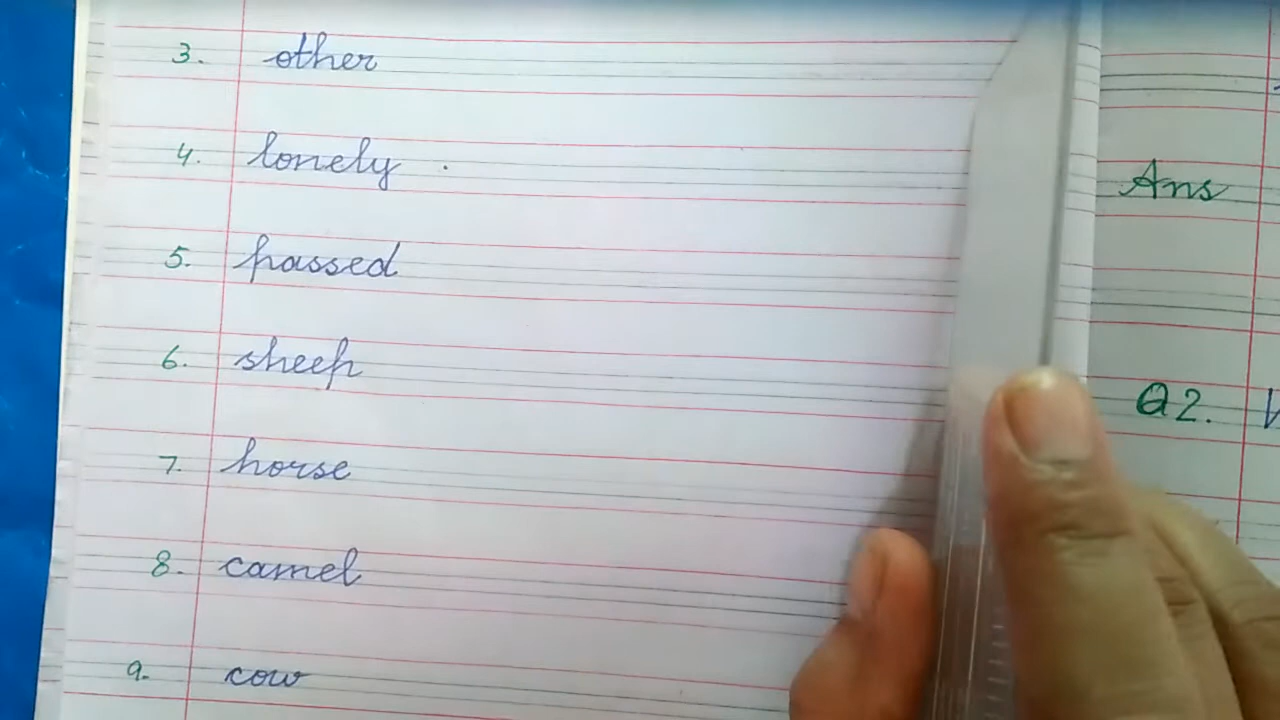 3. other
4. lonely
5. passed
6. sheep
7. horse
8. camel
9. cow
Ans
Q2.